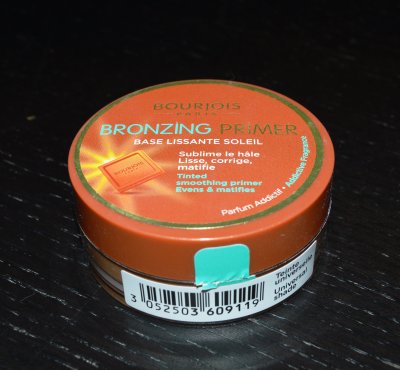 BOURJOIS
PARIS
BRONZING PRIMER
BASE LISSANTE SOLEIL
Sublime le hâle
Lisse, corrige,
matifie
Tinted
smoothing primer
Evens & matifies
BOURJOIS
Parfum Addictif • Addictive Fragrance
3 052503 609119
Teinte
universelle
Universal
shade